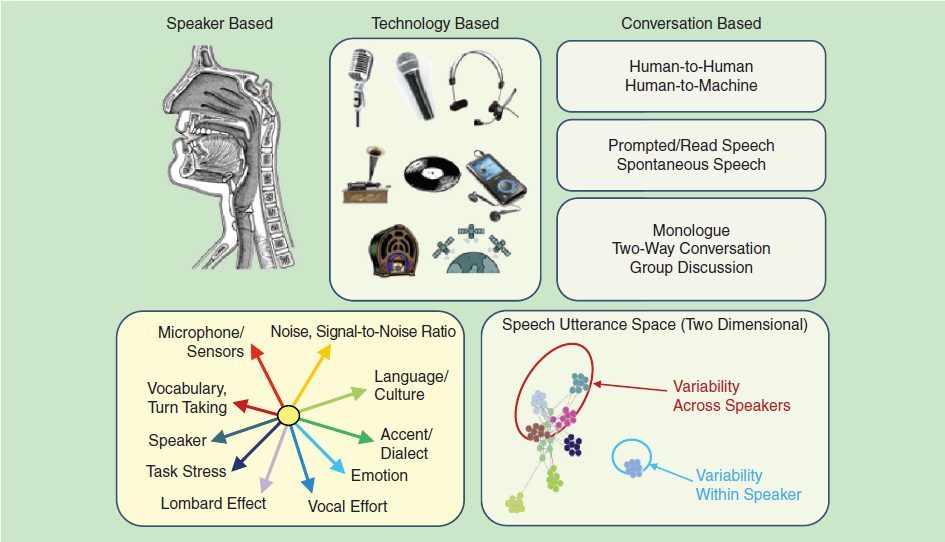 Speaker Based
Technology Based
Conversation Based
Human-to-Human
Human-to-Machine
Prompted/Read Speech
Spontaneous Speech
Monologue
Two-Way Conversation
Group Discussion
Microphone/
Sensors
Noise, Signal-to-Noise Ratio
Vocabulary,
Turn Taking
Language/
Culture
Speaker
Accent/
Dialect
Task Stress
Emotion
Lombard Effect
Vocal Effort
Speech Utterance Space (Two Dimensional)
Variability
Across Speakers
Variability
Within Speaker